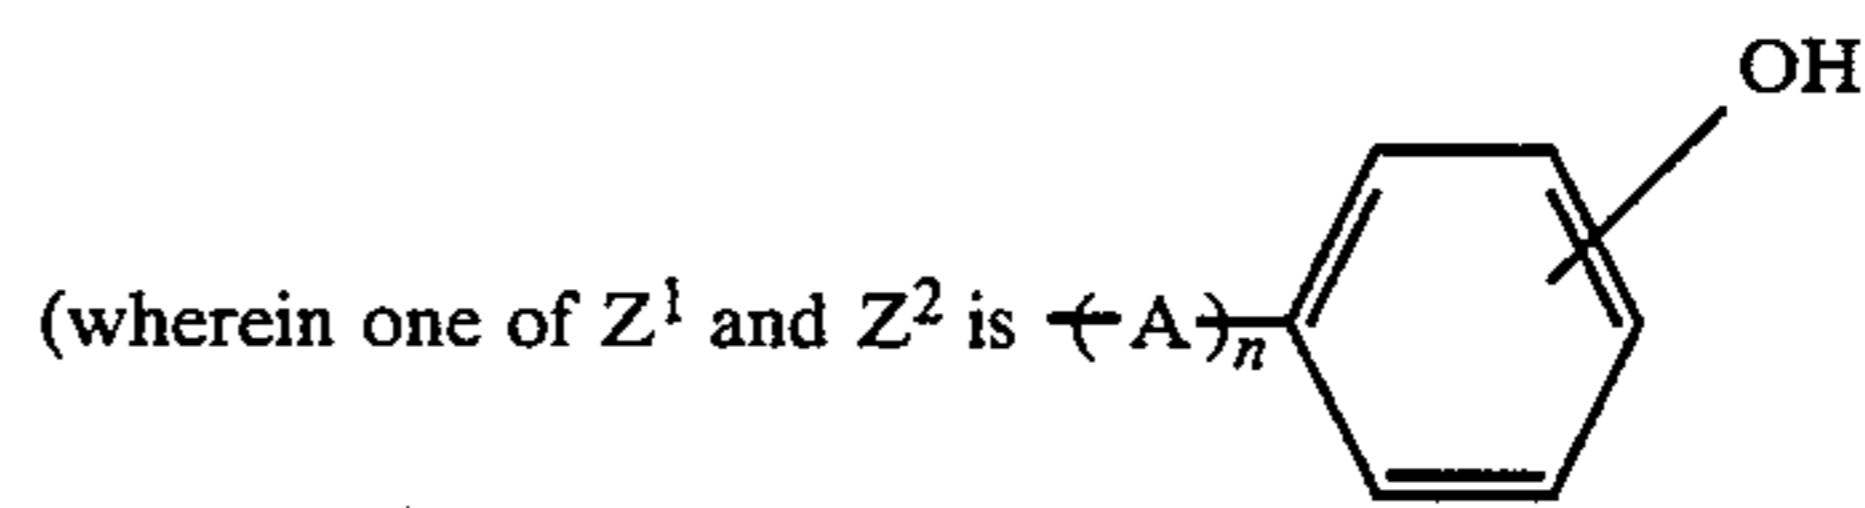 OH
(wherein one of Z¹ and Z² is ⁠(A)ₙ